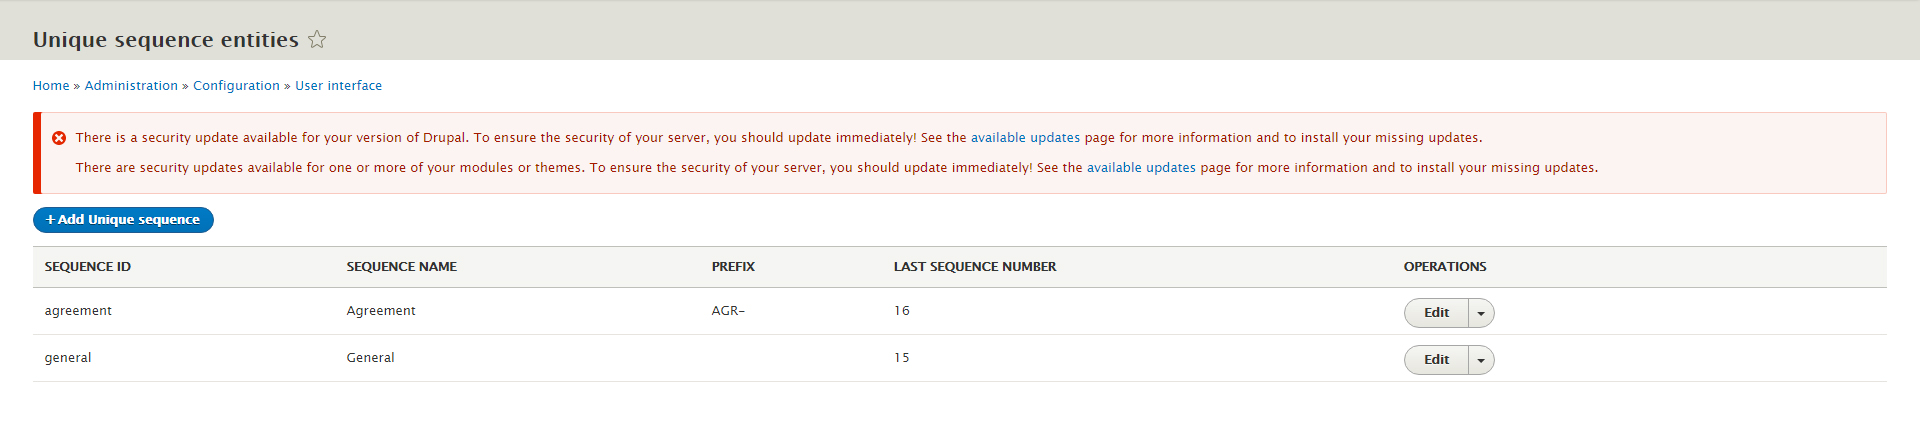 Unique sequence entities
Home » Administration » Configuration » User interface
There is a security update available for your version of Drupal. To ensure the security of your server, you should update immediately! See the available updates page for more information and to install your missing updates.
There are security updates available for one or more of your modules or themes. To ensure the security of your server, you should update immediately! See the available updates page for more information and to install your missing updates.
+ Add Unique sequence
SEQUENCE ID SEQUENCE NAME PREFIX LAST SEQUENCE NUMBER OPERATIONS
agreement Agreement AGR- 16 Edit
general General 15 Edit